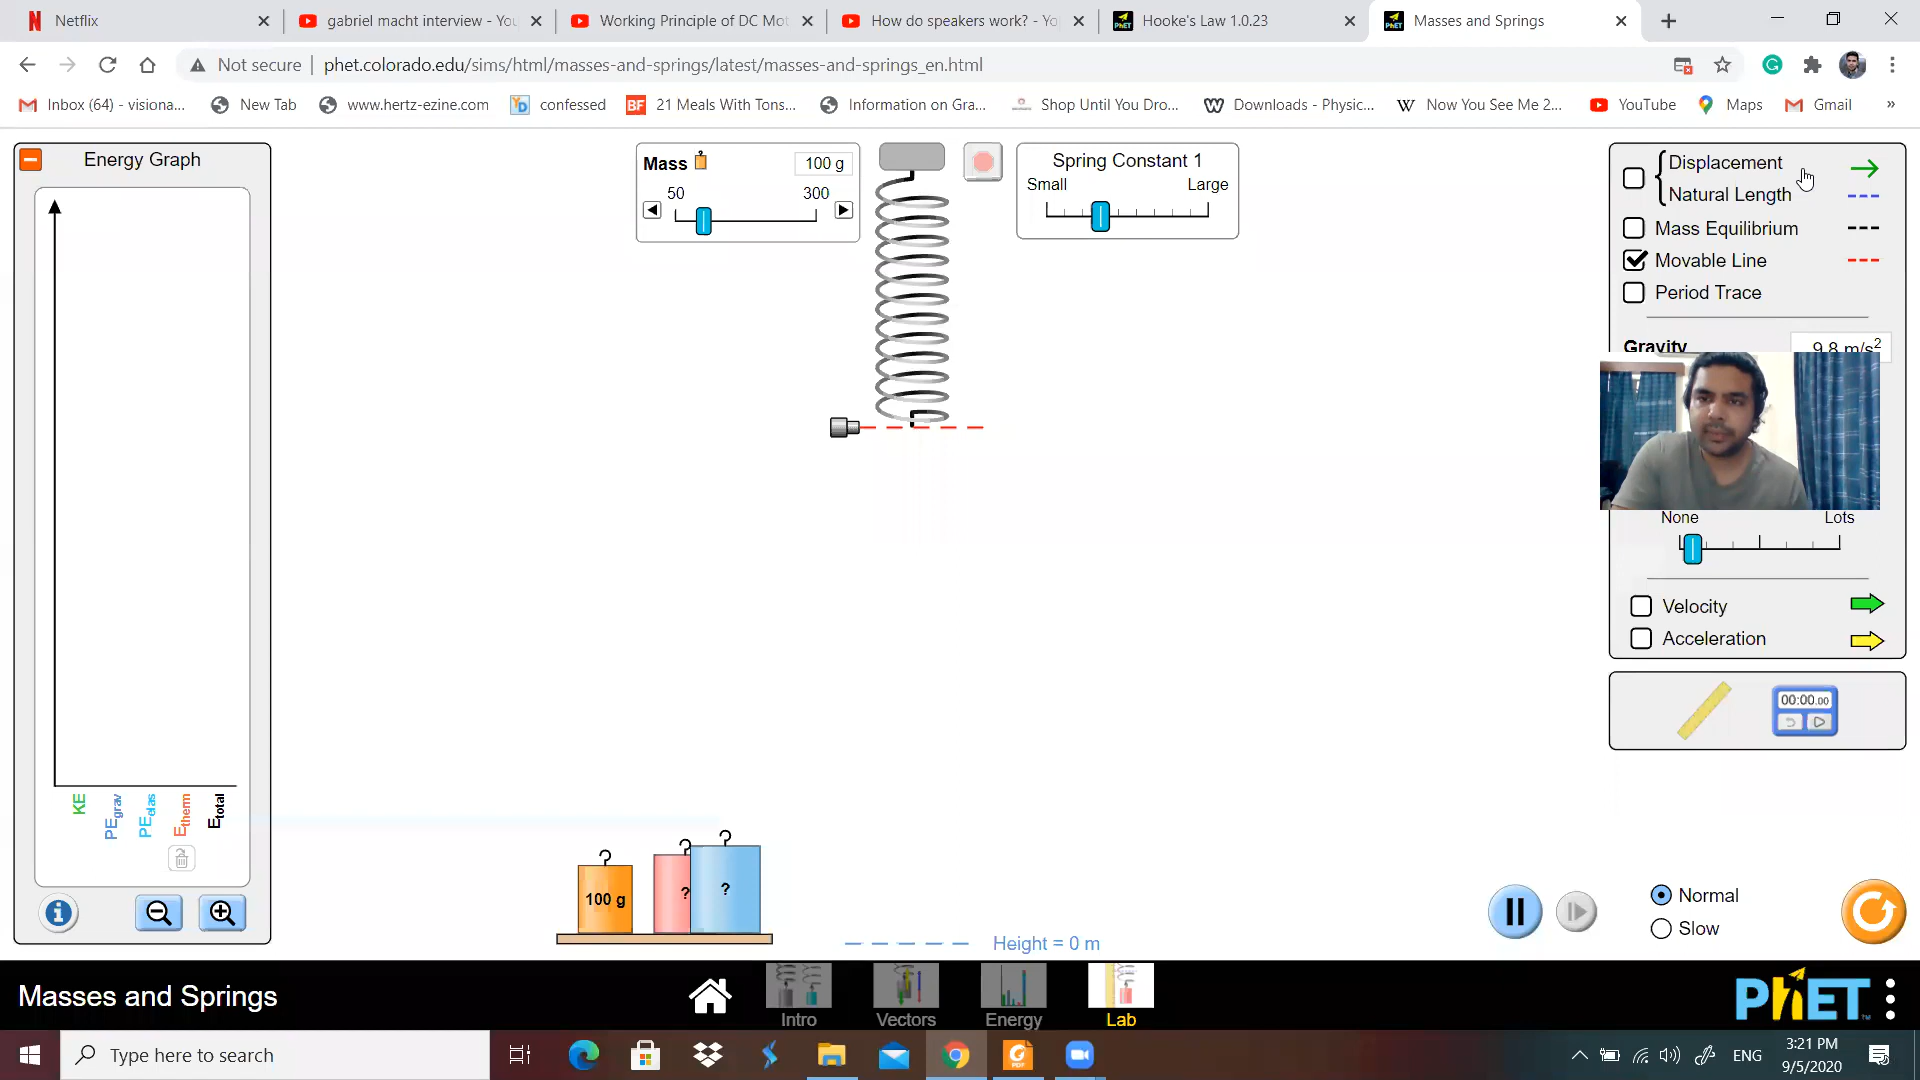 Netflix
gabriel macht interview - You
Working Principle of DC Mot
How do speakers work? - Yo
Hooke's Law 1.0.23
Masses and Springs
Not secure
phet.colorado.edu/sims/html/masses-and-springs/latest/masses-and-springs_en.html
Inbox (64) - visiona...
New Tab
www.hertz-ezine.com
confessed
21 Meals With Tons...
Information on Gra...
Shop Until You Dro...
Downloads - Physic...
Now You See Me 2...
YouTube
Maps
Gmail
»
Energy Graph
KE
PEgrav
PEelas
Etherm
Etotal
Mass
100 g
50
300
Spring Constant 1
Small
Large
Displacement
Natural Length
Mass Equilibrium
Movable Line
Period Trace
Gravity
9.8 m/s2
None
Lots
Velocity
Acceleration
00:00.00
100 g
?
?
Height = 0 m
Normal
Slow
Masses and Springs
Intro
Vectors
Energy
Lab
PhET
Type here to search
ENG
3:21 PM
9/5/2020